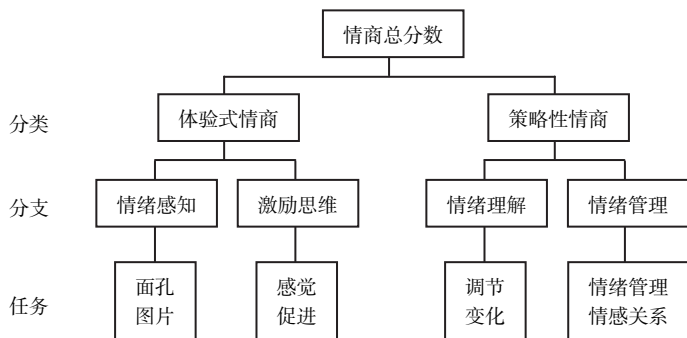 情商总分数
分类 体验式情商 策略性情商
分支 情绪感知 激励思维 情绪理解 情绪管理
任务
面孔 感觉 调节 情绪管理
图片 促进 变化 情感关系